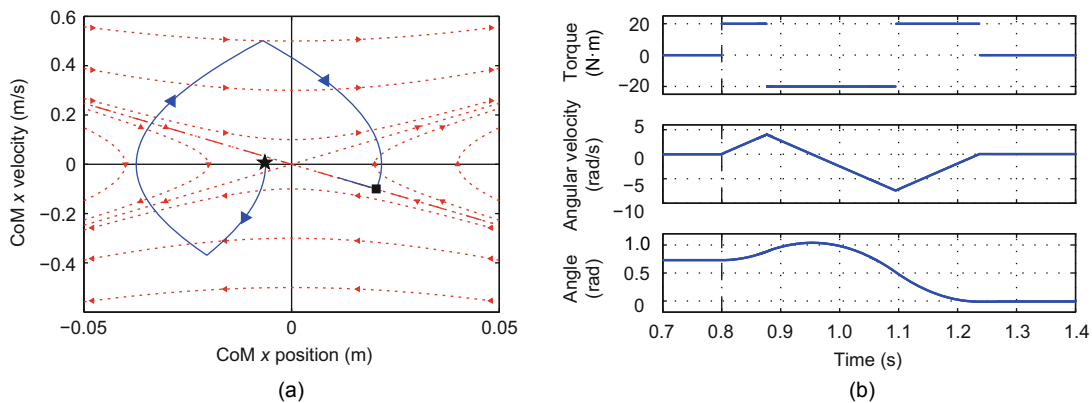 0.6
0.4
0.2
0
−0.2
−0.4
CoM x velocity (m/s)
−0.05
0
0.05
CoM x position (m)
(a)
20
0
−20
Torque
(N·m)
5
0
−5
−10
Angular velocity
(rad/s)
1.0
0.5
0
Angle
(rad)
0.7
0.8
0.9
1.0
1.1
1.2
1.3
1.4
Time (s)
(b)